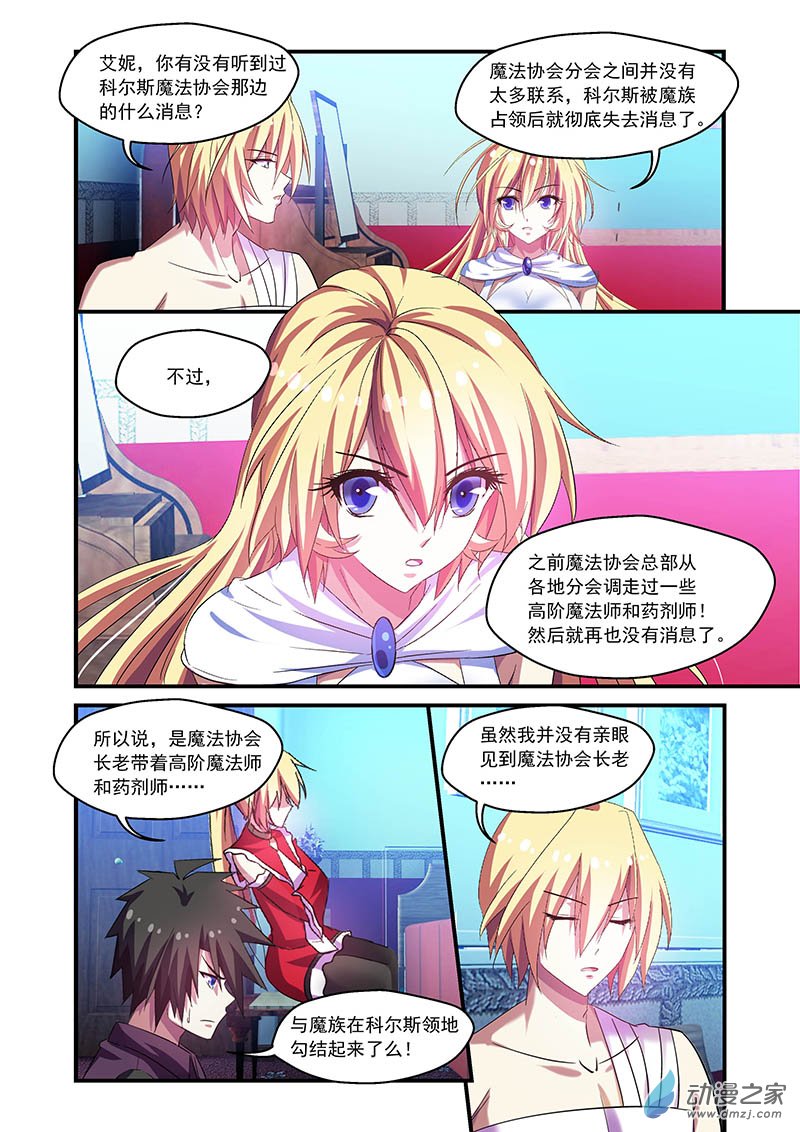 艾妮，你有没有听到过
科尔斯魔法协会那边
的什么消息？
魔法协会分会之间并没有
太多联系，科尔斯被魔族
占领后就彻底失去消息了。
不过，
之前魔法协会总部从
各地分会调走过一些
高阶魔法师和药剂师！
然后就再也没有消息了。
所以说，是魔法协会
长老带着高阶魔法师
和药剂师……
与魔族在科尔斯领地
勾结起来了么！
虽然我并没有亲眼
见到魔法协会长老
……
动漫之家
www.dmzj.com